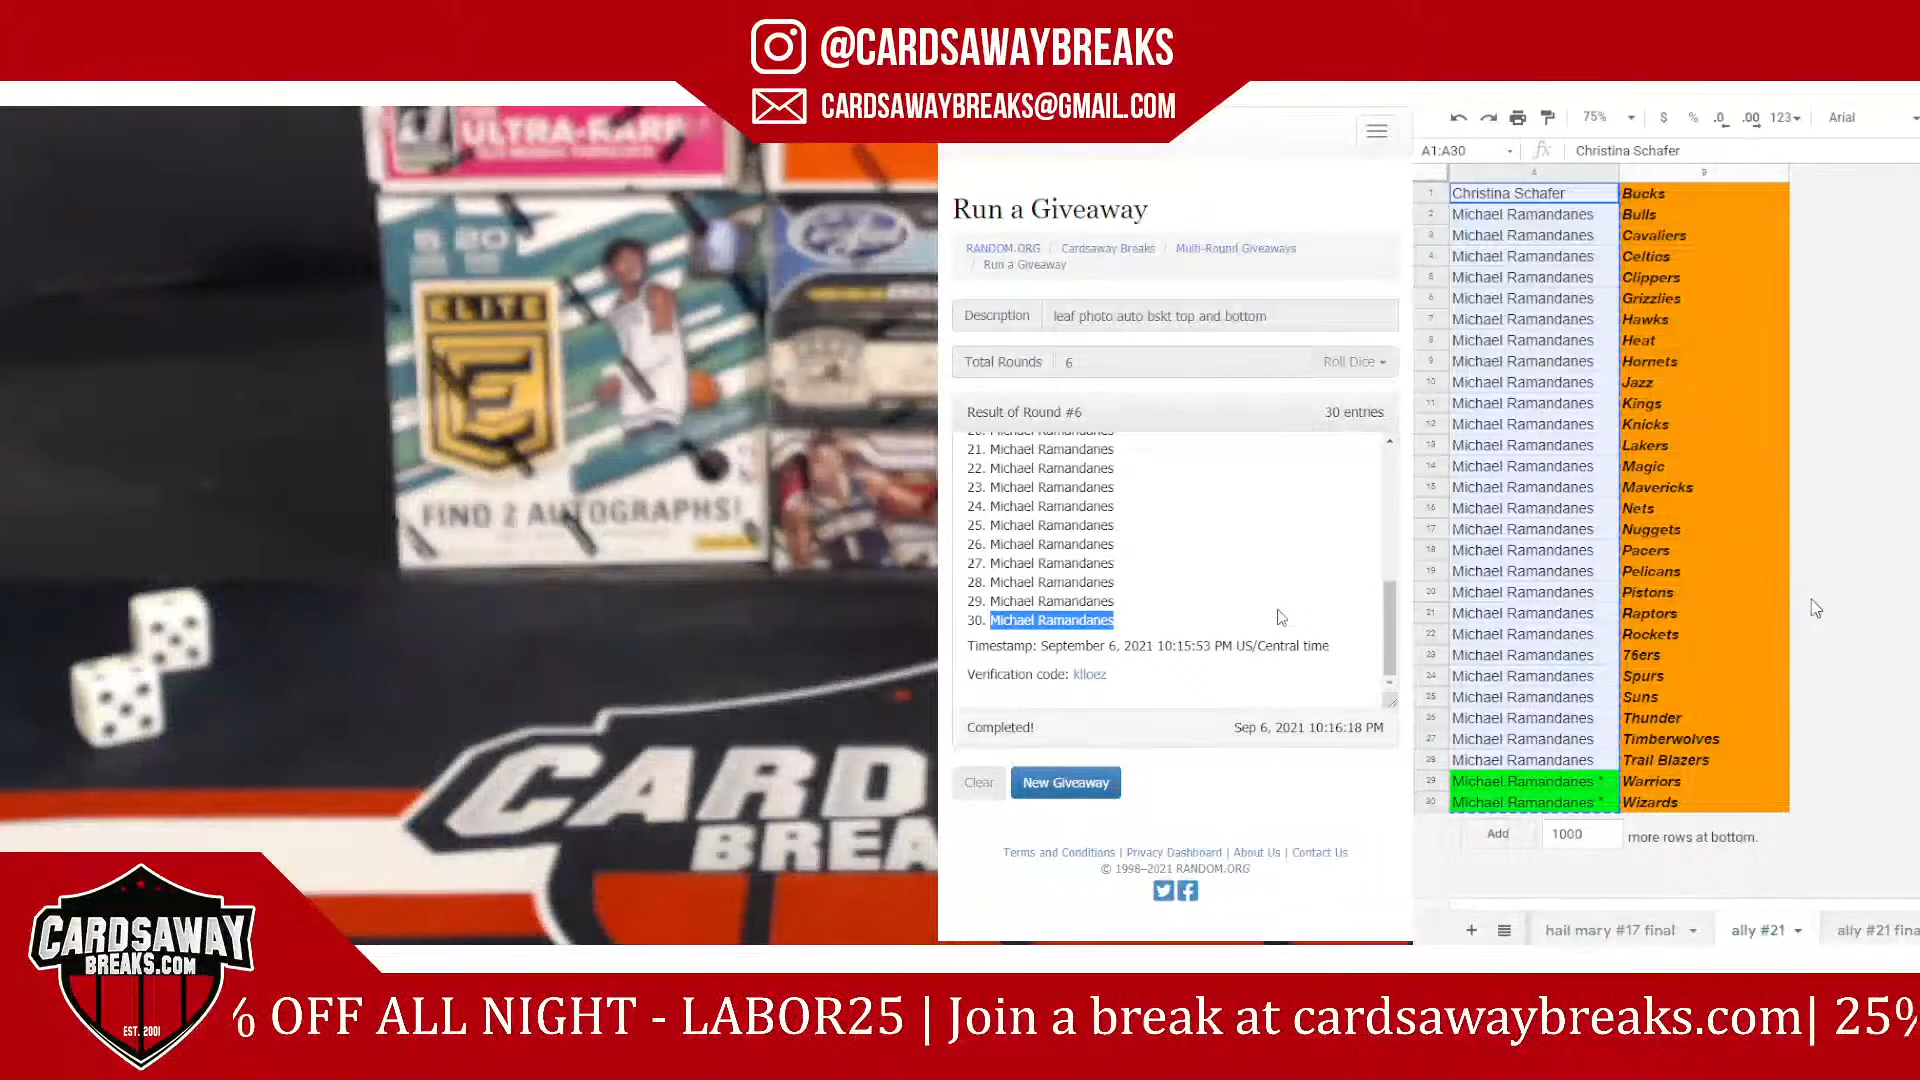 @CARDSAWAYBREAKS
CARDSAWAYBREAKS@GMAIL.COM
ULTRA-RARE
ELITE
E
FIND 2 AUTOGRAPHS!
CARDS
BREA
Run a Giveaway
RANDOM.ORG / Cardsaway Breaks / Multi-Round Giveaways
/ Run a Giveaway
Description leaf photo auto bskt top and bottom
Total Rounds 6 Roll Dice
Result of Round #6 30 entries
20. Michael Ramandanes
21. Michael Ramandanes
22. Michael Ramandanes
23. Michael Ramandanes
24. Michael Ramandanes
25. Michael Ramandanes
26. Michael Ramandanes
27. Michael Ramandanes
28. Michael Ramandanes
29. Michael Ramandanes
30. Michael Ramandanes
Timestamp: September 6, 2021 10:15:53 PM US/Central time
Verification code: klloez
Completed! Sep 6, 2021 10:16:18 PM
Clear New Giveaway
Terms and Conditions | Privacy Dashboard | About Us | Contact Us
© 1998–2021 RANDOM.ORG
75% $ % .0 .00 123 Arial
A1:A30 fx Christina Schafer
A B
1 Christina Schafer Bucks
2 Michael Ramandanes Bulls
3 Michael Ramandanes Cavaliers
4 Michael Ramandanes Celtics
5 Michael Ramandanes Clippers
6 Michael Ramandanes Grizzlies
7 Michael Ramandanes Hawks
8 Michael Ramandanes Heat
9 Michael Ramandanes Hornets
10 Michael Ramandanes Jazz
11 Michael Ramandanes Kings
12 Michael Ramandanes Knicks
13 Michael Ramandanes Lakers
14 Michael Ramandanes Magic
15 Michael Ramandanes Mavericks
16 Michael Ramandanes Nets
17 Michael Ramandanes Nuggets
18 Michael Ramandanes Pacers
19 Michael Ramandanes Pelicans
20 Michael Ramandanes Pistons
21 Michael Ramandanes Raptors
22 Michael Ramandanes Rockets
23 Michael Ramandanes 76ers
24 Michael Ramandanes Spurs
25 Michael Ramandanes Suns
26 Michael Ramandanes Thunder
27 Michael Ramandanes Timberwolves
28 Michael Ramandanes Trail Blazers
29 Michael Ramandanes * Warriors
30 Michael Ramandanes * Wizards
Add 1000 more rows at bottom.
+ hail mary #17 final ally #21 ally #21 fina
CARDSAWAY
BREAKS.COM
EST. 2001
% OFF ALL NIGHT - LABOR25 | Join a break at cardsawaybreaks.com| 25%